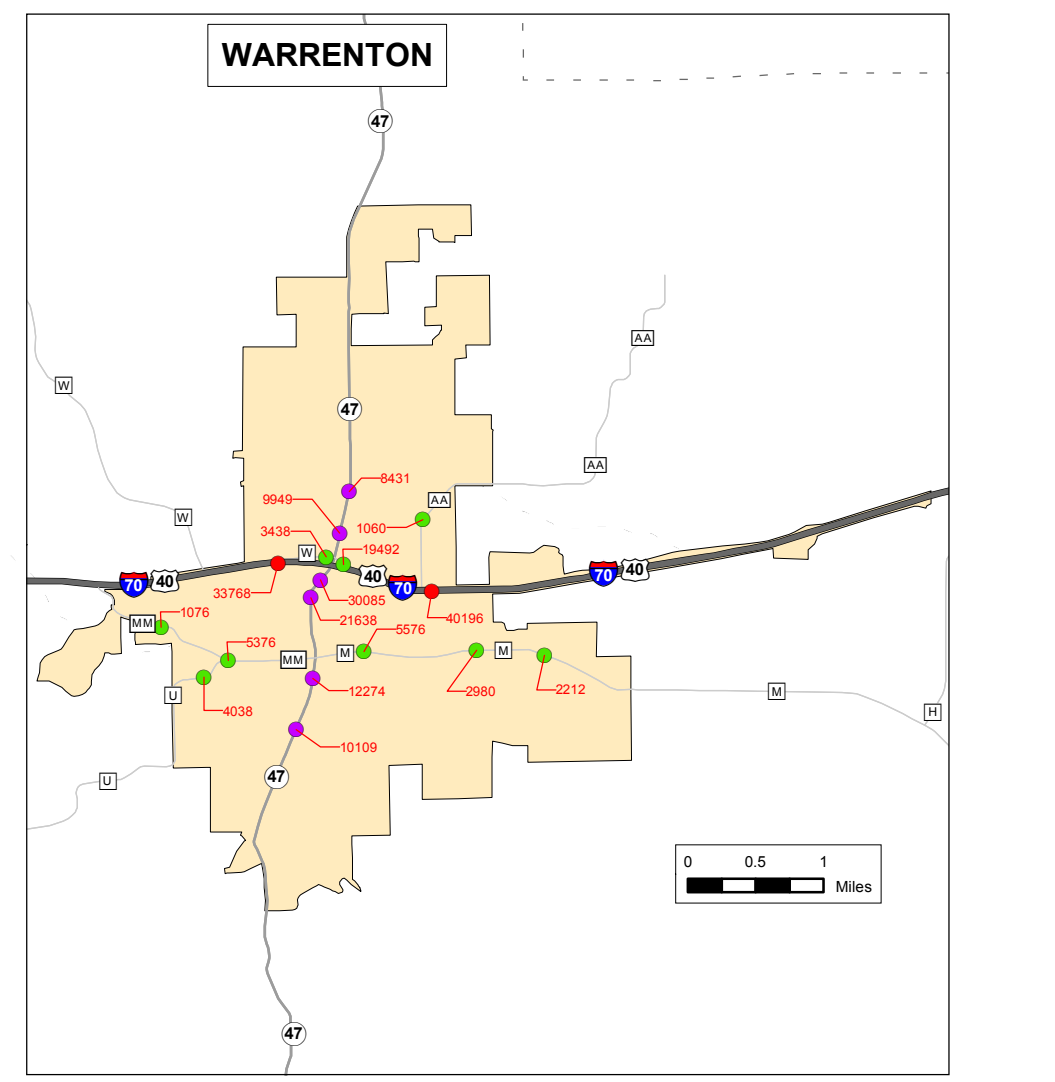 WARRENTON
47
47
AA
W
8431
AA
9949
AA
1060
W
3438
W
19492
40
70
40
70
40
70
33768
30085
40196
21638
1076
MM
5576
5376
MM
M
M
12274
2980
2212
U
4038
M
H
10109
47
U
0 0.5 1
Miles
47